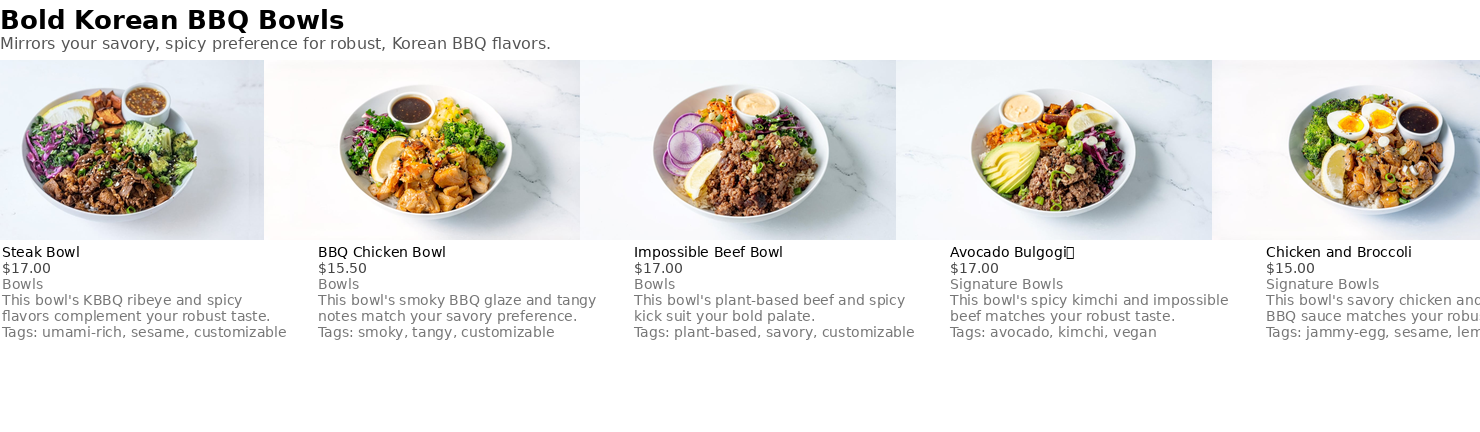 Bold Korean BBQ Bowls
Mirrors your savory, spicy preference for robust, Korean BBQ flavors.
Steak Bowl
$17.00
Bowls
This bowl's KBBQ ribeye and spicy
flavors complement your robust taste.
Tags: umami-rich, sesame, customizable
BBQ Chicken Bowl
$15.50
Bowls
This bowl's smoky BBQ glaze and tangy
notes match your savory preference.
Tags: smoky, tangy, customizable
Impossible Beef Bowl
$17.00
Bowls
This bowl's plant-based beef and spicy
kick suit your bold palate.
Tags: plant-based, savory, customizable
Avocado Bulgogi
$17.00
Signature Bowls
This bowl's spicy kimchi and impossible
beef matches your robust taste.
Tags: avocado, kimchi, vegan
Chicken and Broccoli
$15.00
Signature Bowls
This bowl's savory chicken and
BBQ sauce matches your
Tags: jammy-egg, sesame,